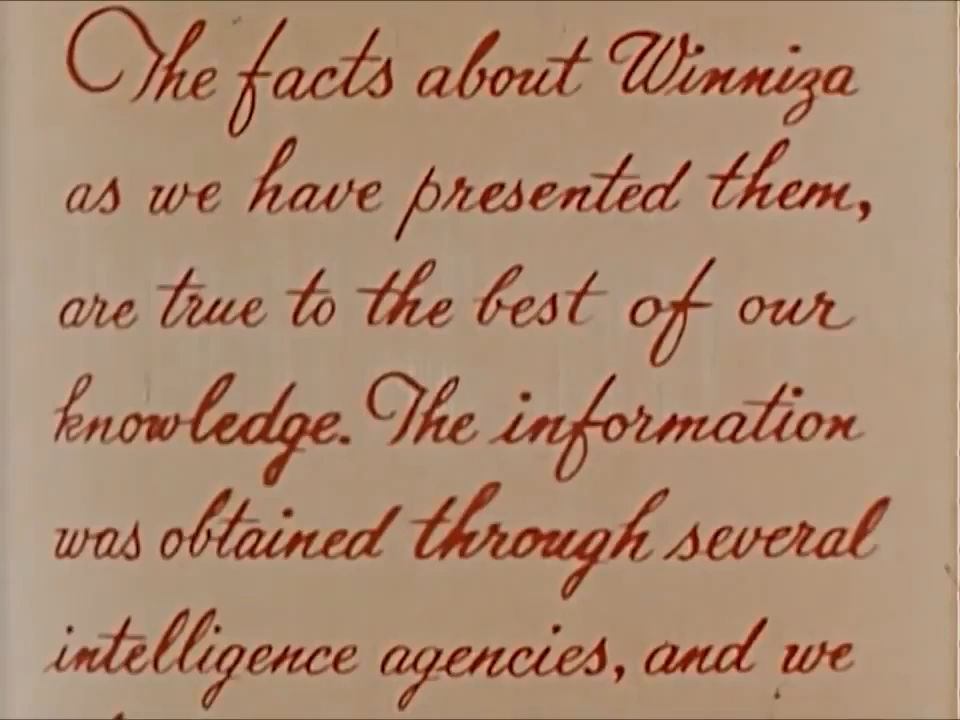 The facts about Winniza
as we have presented them,
are true to the best of our
knowledge. The information
was obtained through several
intelligence agencies, and we